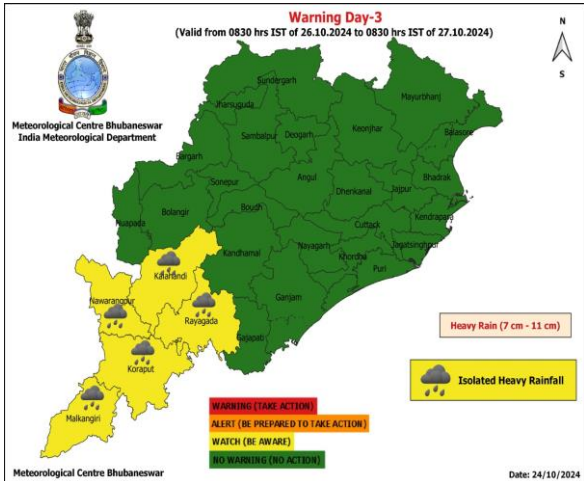 Warning Day-3
(Valid from 0830 hrs IST of 26.10.2024 to 0830 hrs IST of 27.10.2024)
N
S
Meteorological Centre Bhubaneswar
India Meteorological Department
Sundergarh
Jharsuguda
Mayurbhanj
Sambalpur
Deogarh
Keonjhar
Balasore
Bargarh
Sonepur
Angul
Bhadrak
Dhenkanal
Jajpur
Nuapada
Bolangir
Boudh
Kendrapara
Cuttack
Jagatsinghpur
Kandhamal
Nayagarh
Khordha
Puri
Kalahandi
Nawarangpur
Rayagada
Ganjam
Gajapati
Koraput
Malkangiri
Heavy Rain (7 cm - 11 cm)
Isolated Heavy Rainfall
WARNING (TAKE ACTION)
ALERT (BE PREPARED TO TAKE ACTION)
WATCH (BE AWARE)
NO WARNING (NO ACTION)
Meteorological Centre Bhubaneswar
Date: 24/10/2024